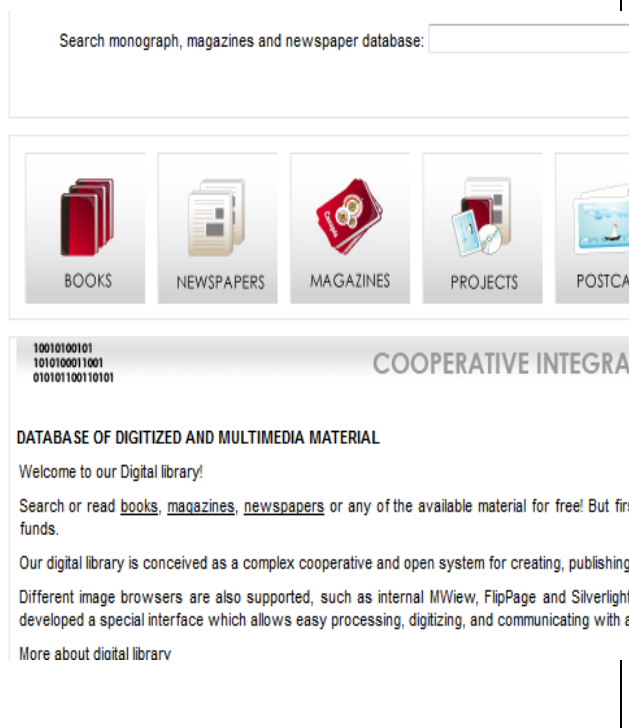 Search monograph, magazines and newspaper database:
BOOKS
NEWSPAPERS
MAGAZINES
PROJECTS
POSTCA
10010100101
1010100011001
010101100110101
COOPERATIVE INTEGRA
DATABASE OF DIGITIZED AND MULTIMEDIA MATERIAL
Welcome to our Digital library!
Search or read books, magazines, newspapers or any of the available material for free! But firs
funds.
Our digital library is conceived as a complex cooperative and open system for creating, publishing
Different image browsers are also supported, such as internal MWiew, FlipPage and Silverlight
developed a special interface which allows easy processing, digitizing, and communicating with a
More about digital library